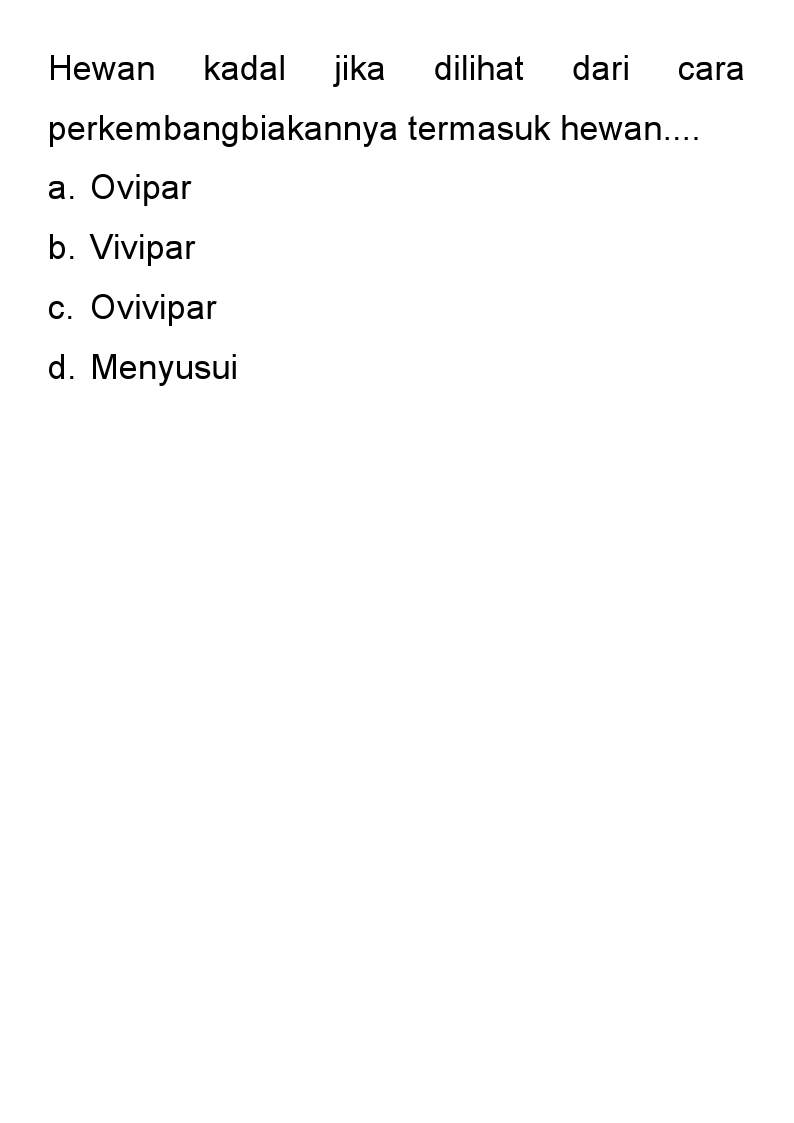 Hewan kadal jika dilihat dari cara
perkembangbiakannya termasuk hewan....
a. Ovipar
b. Vivipar
c. Ovivipar
d. Menyusui